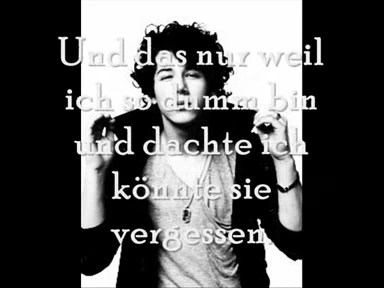 Und das nur weil
ich so dumm bin
und dachte ich
könnte sie
vergessen.